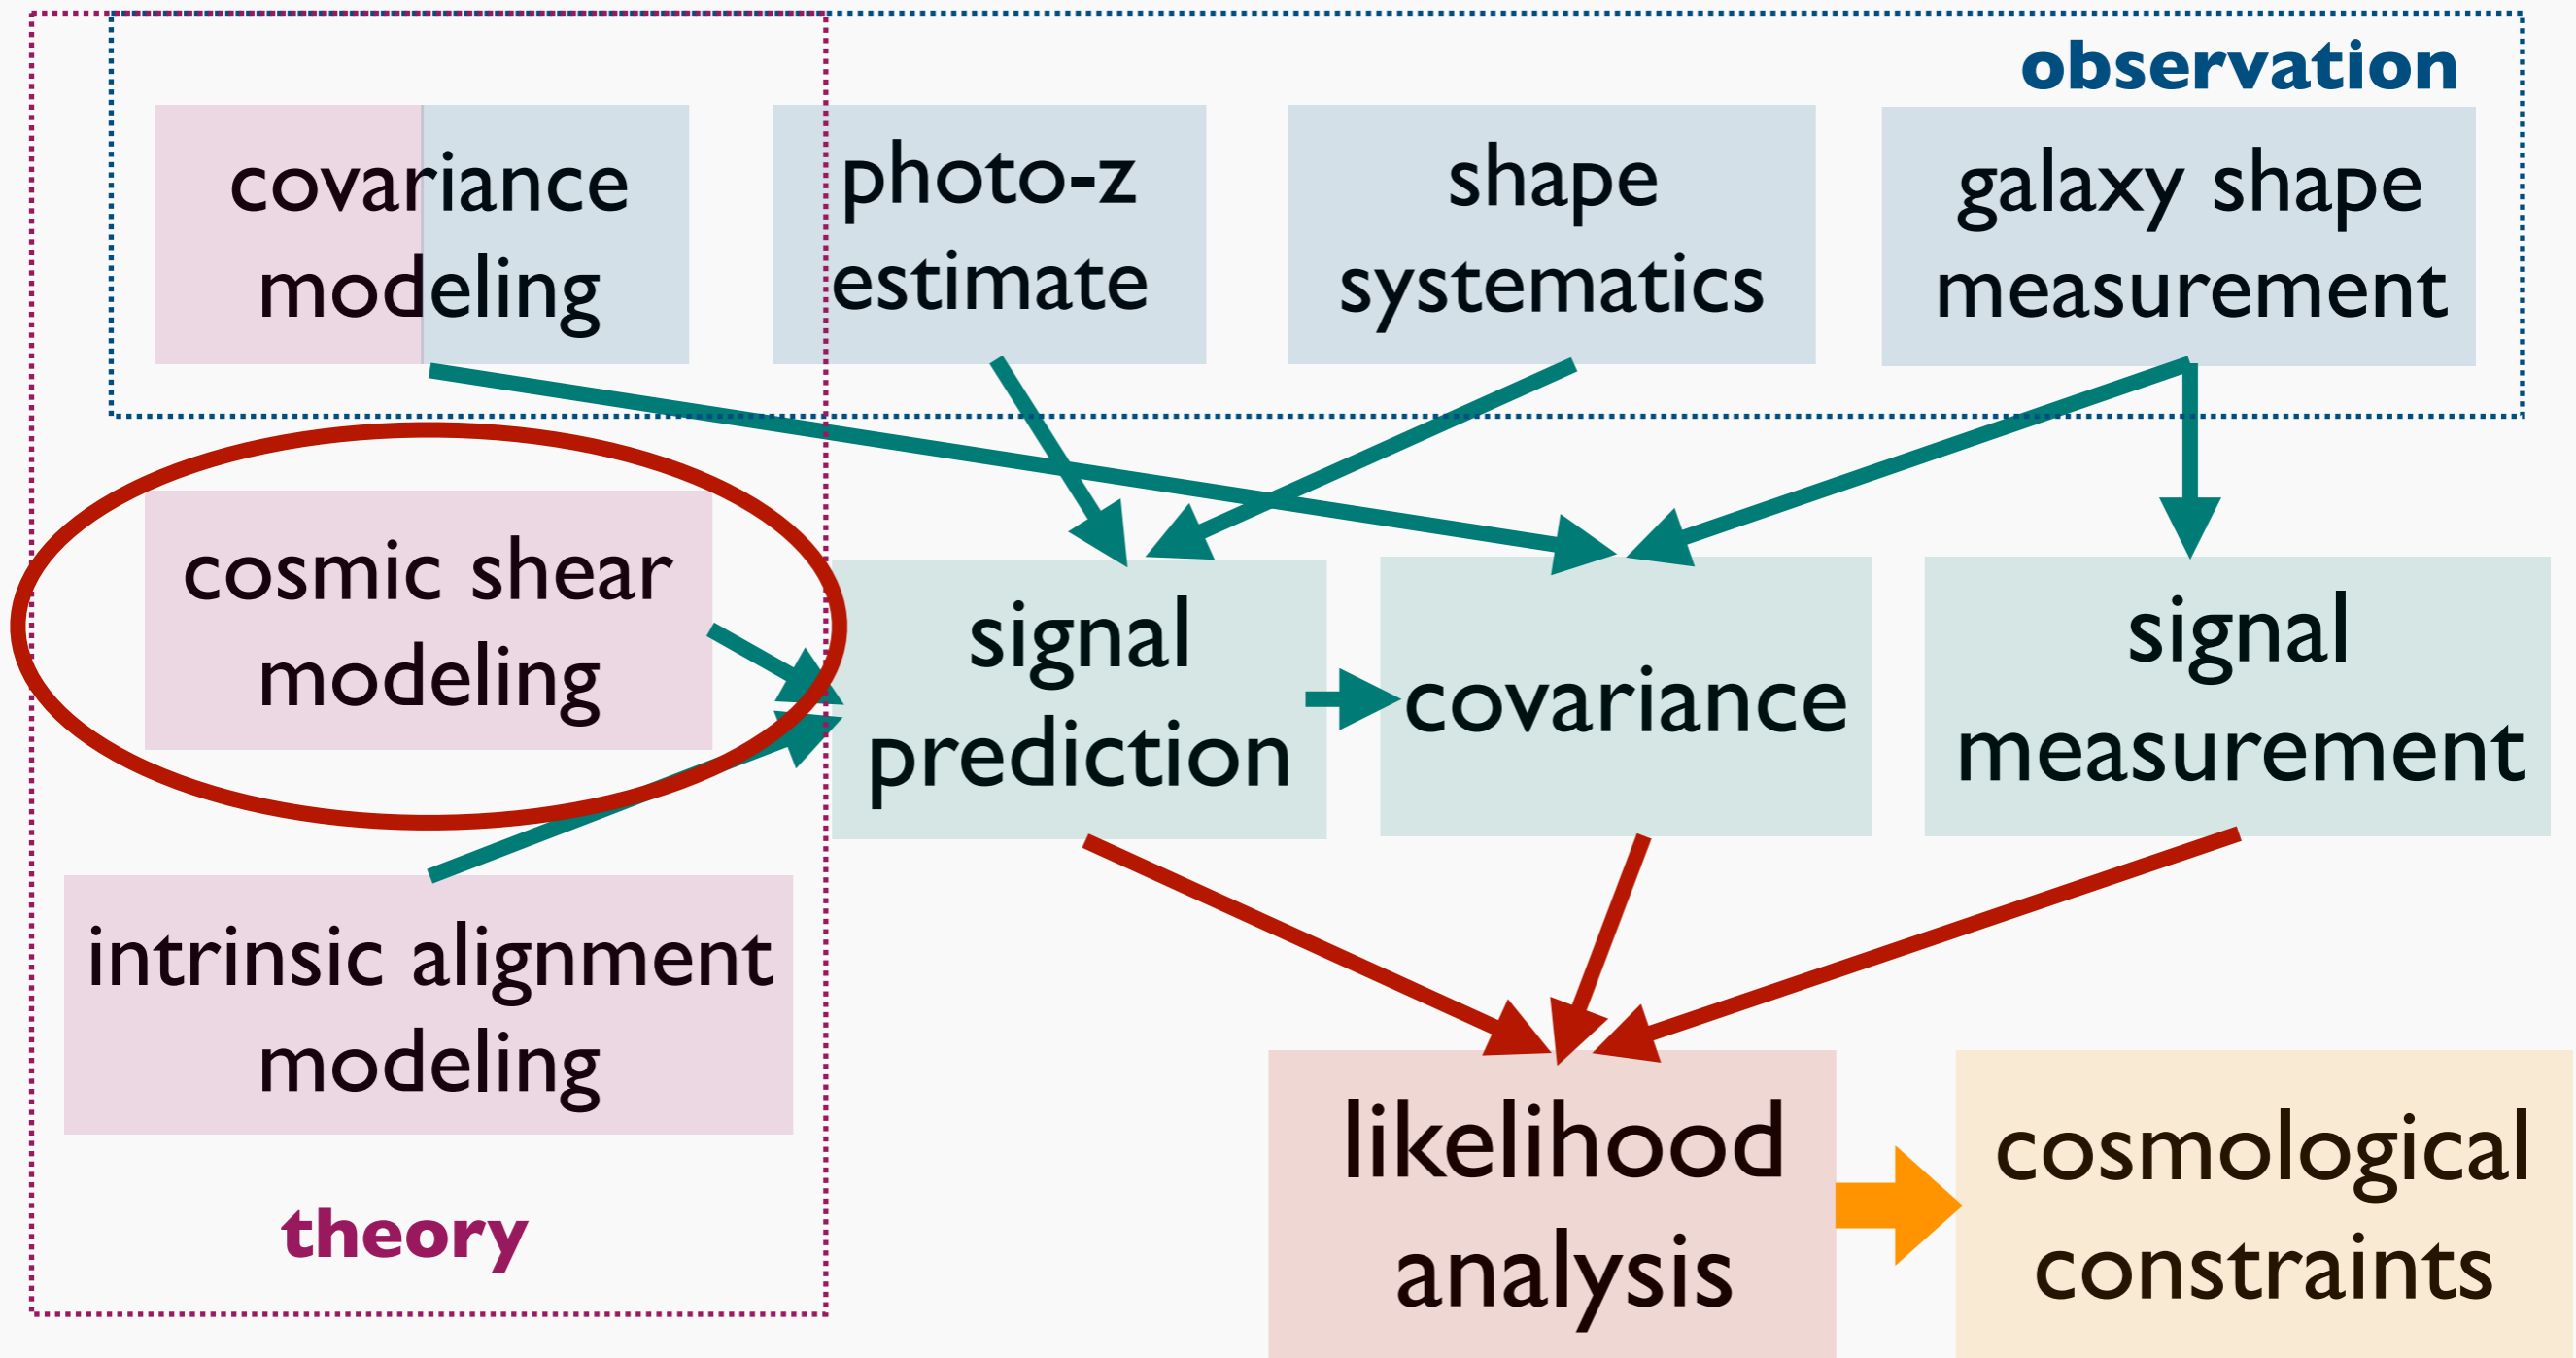 observation
covariance
modeling
photo-z
estimate
shape
systematics
galaxy shape
measurement
cosmic shear
modeling
signal
prediction
covariance
signal
measurement
intrinsic alignment
modeling
theory
likelihood
analysis
cosmological
constraints